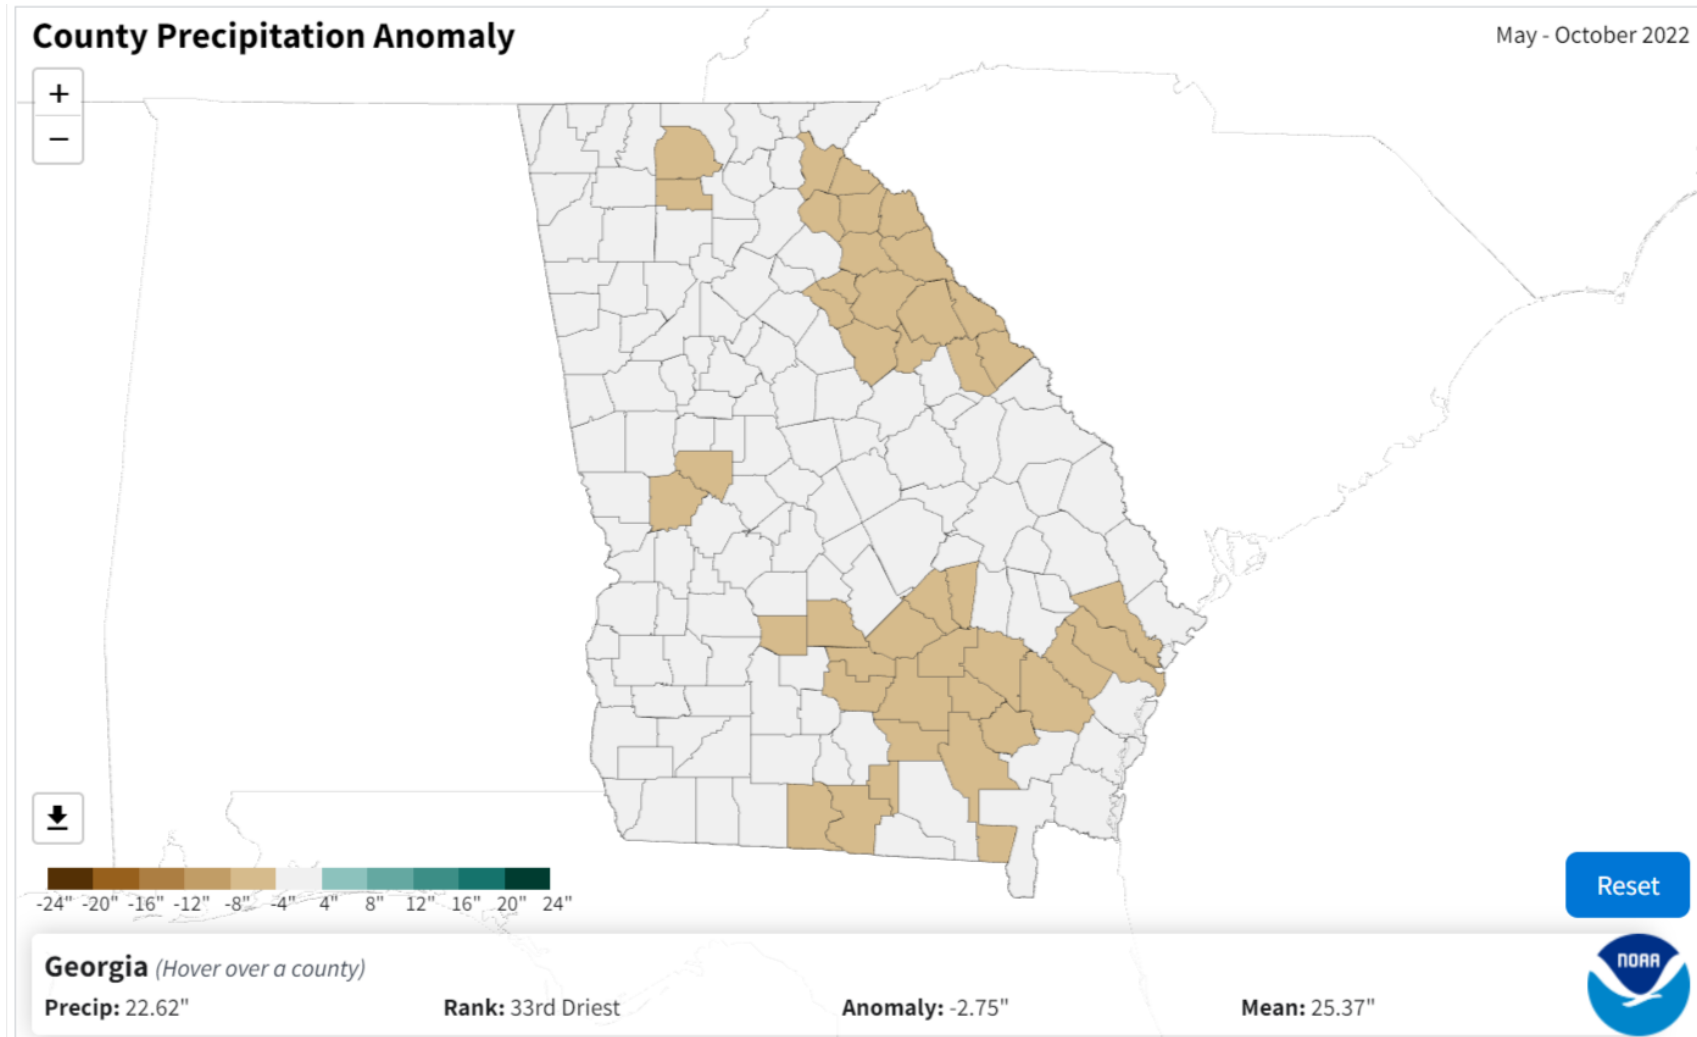 County Precipitation Anomaly
May - October 2022
+
−
-24" -20" -16" -12" -8" -4" 4" 8" 12" 16" 20" 24"
Reset
Georgia (Hover over a county)
Precip: 22.62" Rank: 33rd Driest Anomaly: -2.75" Mean: 25.37"
NOAA